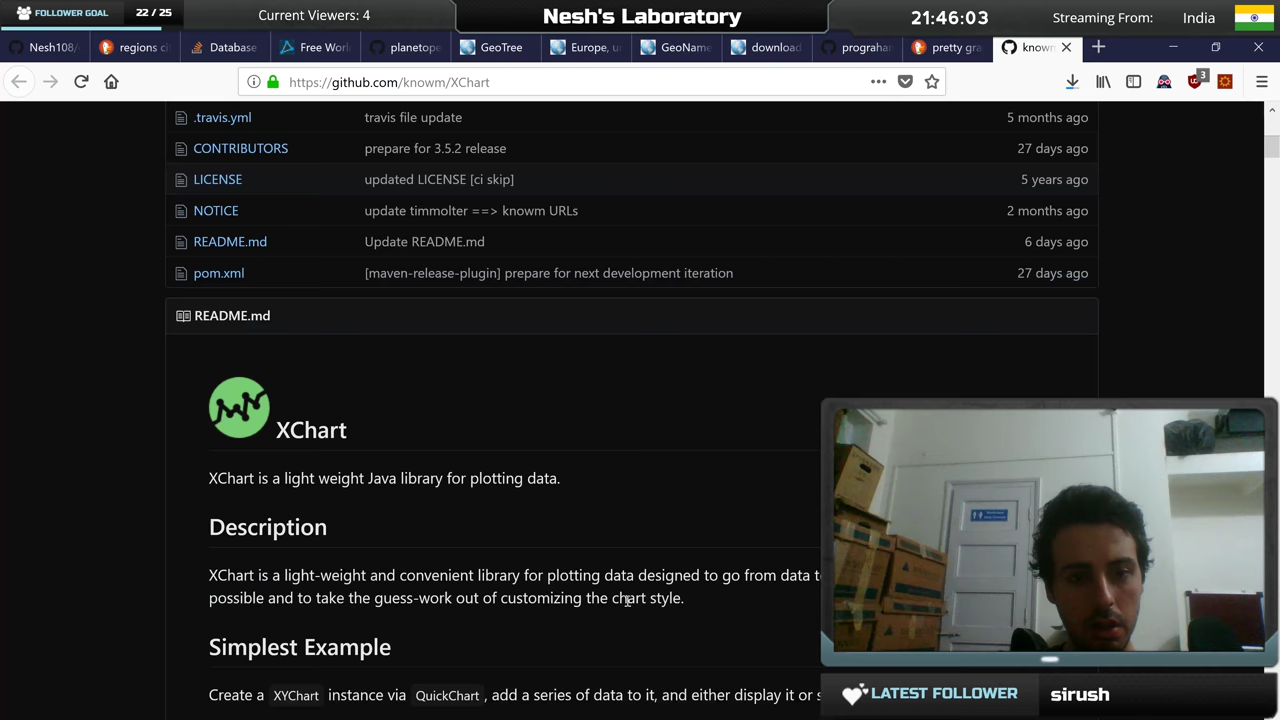 FOLLOWER GOAL 22 / 25 Current Viewers: 4 Nesh's Laboratory 21:46:03 Streaming From: India
Nesh108/ regions ci Database Free Worl planetope GeoTree Europe, u GeoName download prograha pretty gra known
https://github.com/knowm/XChart 3
.travis.yml travis file update 5 months ago
CONTRIBUTORS prepare for 3.5.2 release 27 days ago
LICENSE updated LICENSE [ci skip] 5 years ago
NOTICE update timmolter ==> knowm URLs 2 months ago
README.md Update README.md 6 days ago
pom.xml [maven-release-plugin] prepare for next development iteration 27 days ago
README.md
XChart
XChart is a light weight Java library for plotting data.
Description
XChart is a light-weight and convenient library for plotting data designed to go from data t
possible and to take the guess-work out of customizing the chart style.
Simplest Example
Create a XYChart instance via QuickChart , add a series of data to it, and either display it or s
LATEST FOLLOWER sirush